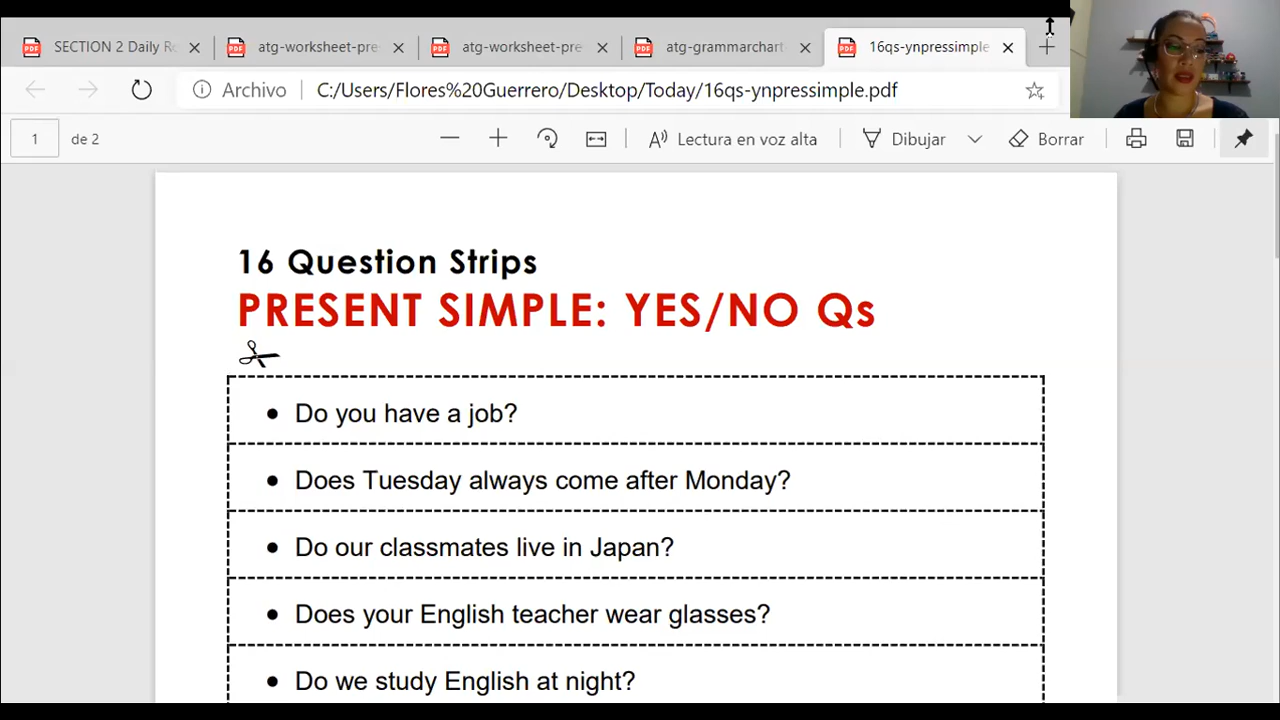 SECTION 2 Daily Ro
atg-worksheet-pre
atg-worksheet-pre
atg-grammarchart
16qs-ynpressimple
Archivo
C:/Users/Flores%20Guerrero/Desktop/Today/16qs-ynpressimple.pdf
1
de 2
A
Lectura en voz alta
Dibujar
Borrar
16 Question Strips
PRESENT SIMPLE: YES/NO Qs
• Do you have a job?
• Does Tuesday always come after Monday?
• Do our classmates live in Japan?
• Does your English teacher wear glasses?
• Do we study English at night?